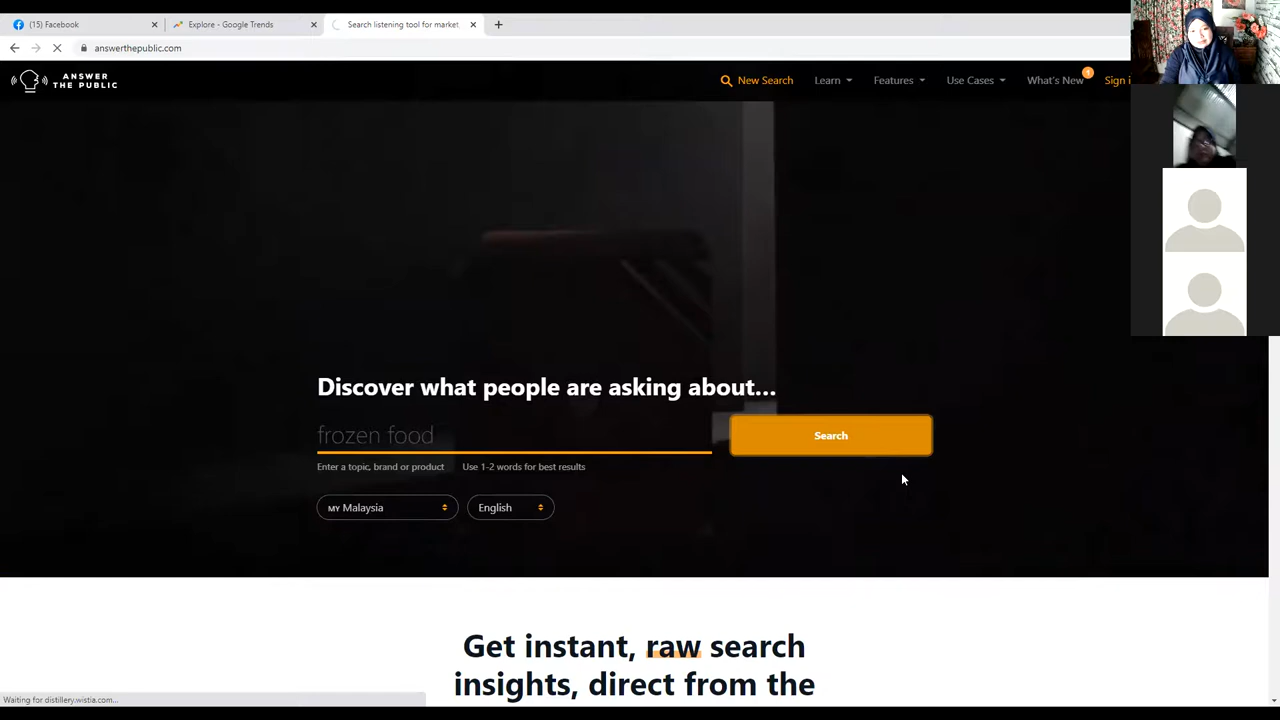 (15) Facebook
Explore - Google Trends
Search listening tool for market
answerthepublic.com
ANSWER
THE PUBLIC
New Search
Learn
Features
Use Cases
What's New
1
Sign i
Discover what people are asking about...
frozen food
Search
Enter a topic, brand or product
Use 1-2 words for best results
MY Malaysia
English
Get instant, raw search
insights, direct from the
Waiting for distillery.wistia.com...